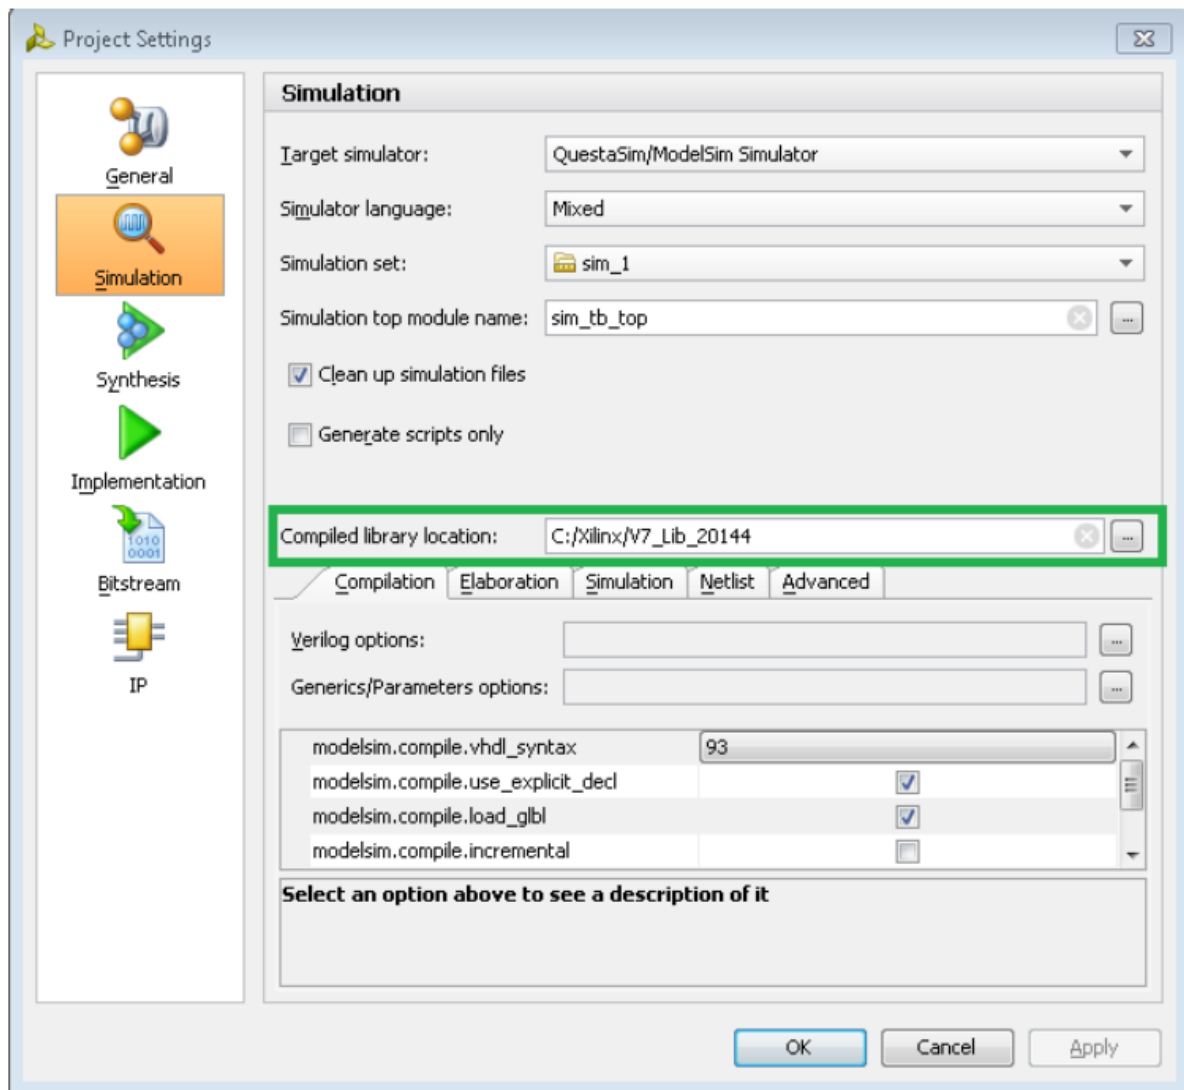 Project Settings
General
Simulation
Synthesis
Implementation
1010
0001
Bitstream
IP
Simulation
Target simulator: QuestaSim/ModelSim Simulator
Simulator language: Mixed
Simulation set: sim_1
Simulation top module name: sim_tb_top ...
Clean up simulation files
Generate scripts only
Compiled library location: C:/Xilinx/V7_Lib_20144 ...
Compilation Elaboration Simulation Netlist Advanced
Verilog options: ...
Generics/Parameters options: ...
modelsim.compile.vhdl_syntax 93
modelsim.compile.use_explicit_decl
modelsim.compile.load_glbl
modelsim.compile.incremental
Select an option above to see a description of it
OK Cancel Apply